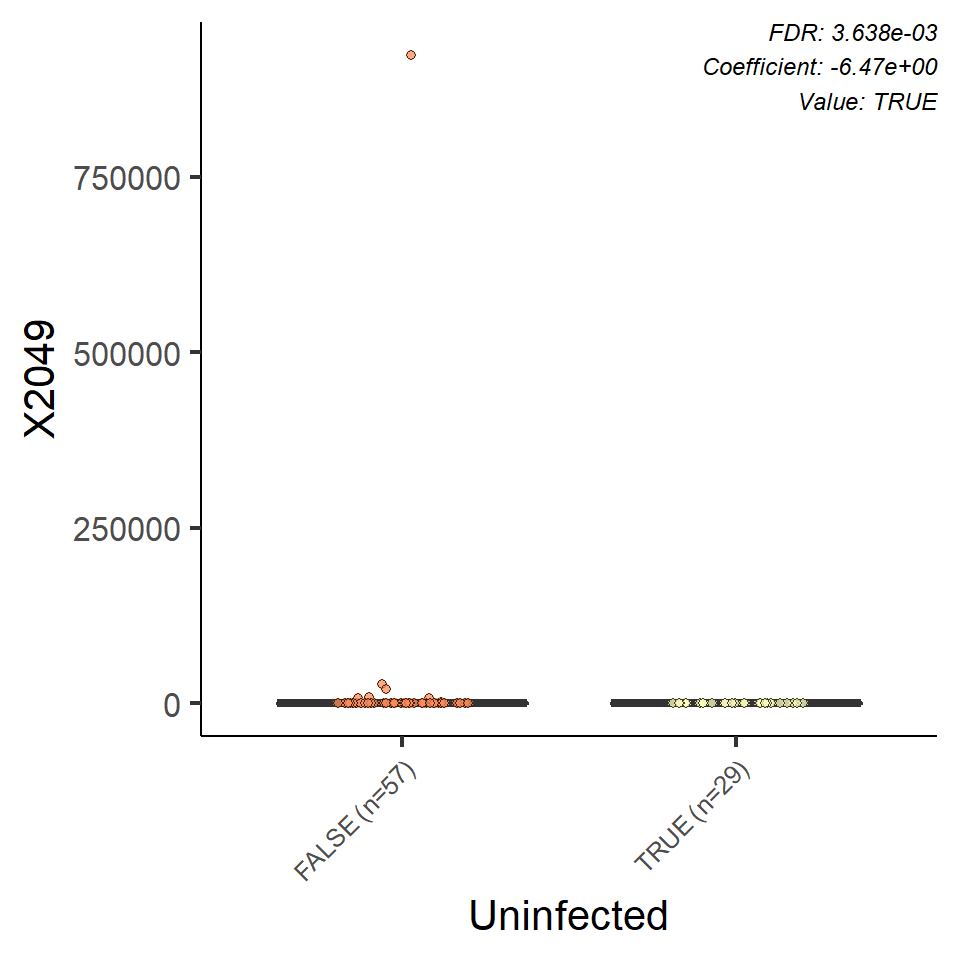 FDR: 3.638e-03
Coefficient: -6.47e+00
Value: TRUE
X2049
750000
500000
250000
0
FALSE (n=57)
TRUE (n=29)
Uninfected